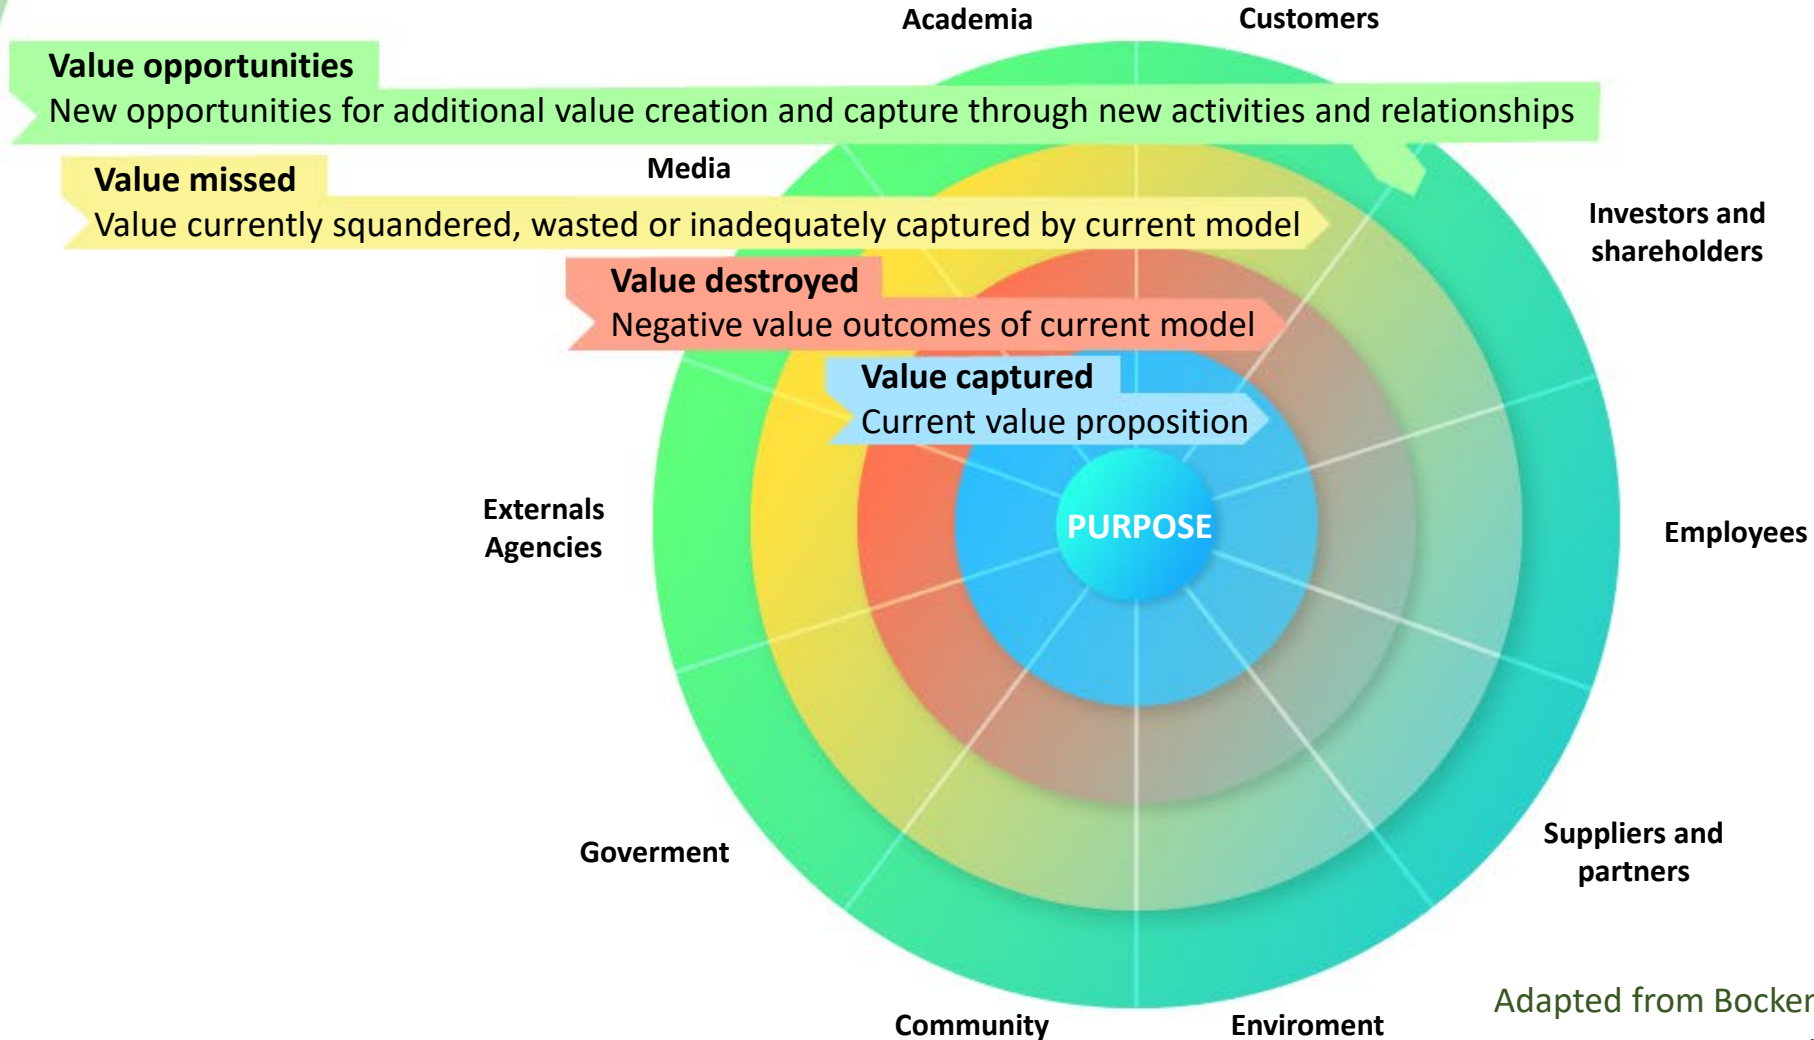 Academia
Customers
Value opportunities
New opportunities for additional value creation and capture through new activities and relationships
Media
Value missed
Value currently squandered, wasted or inadequately captured by current model
Investors and
shareholders
Value destroyed
Negative value outcomes of current model
Value captured
Current value proposition
Externals
Agencies
PURPOSE
Employees
Goverment
Suppliers and
partners
Adapted from Bocken
Community
Enviroment